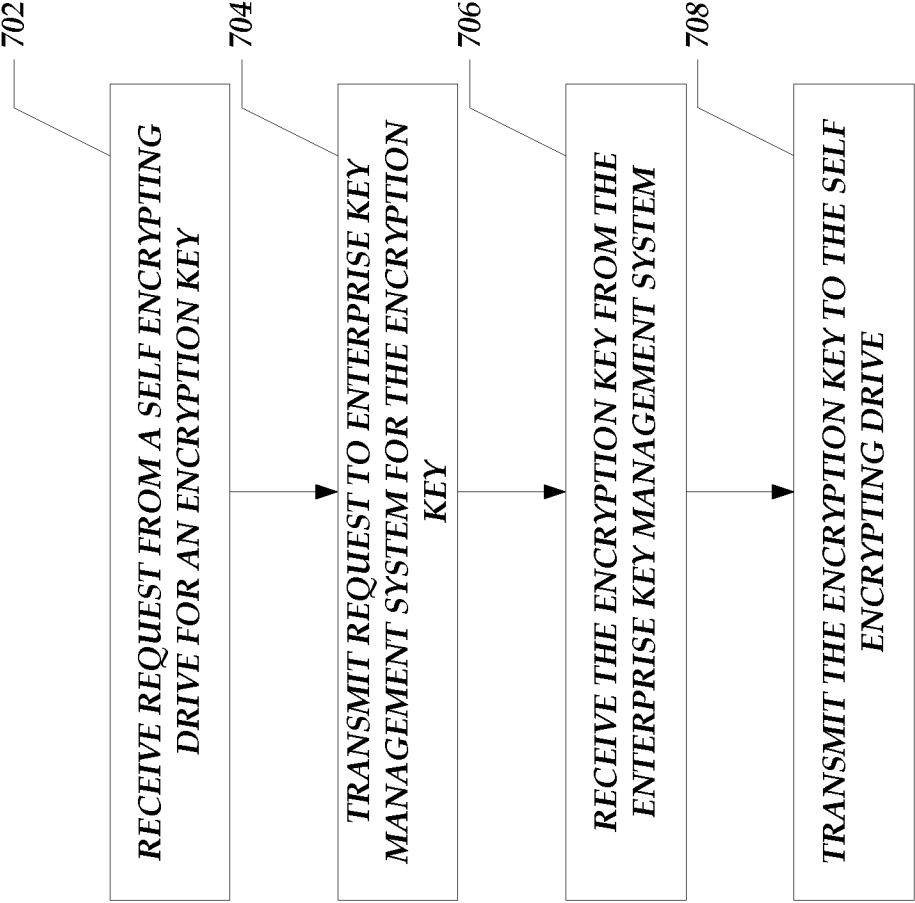 702
RECEIVE REQUEST FROM A SELF ENCRYPTING
DRIVE FOR AN ENCRYPTION KEY
704
TRANSMIT REQUEST TO ENTERPRISE KEY
MANAGEMENT SYSTEM FOR THE ENCRYPTION
KEY
706
RECEIVE THE ENCRYPTION KEY FROM THE
ENTERPRISE KEY MANAGEMENT SYSTEM
708
TRANSMIT THE ENCRYPTION KEY TO THE SELF
ENCRYPTING DRIVE